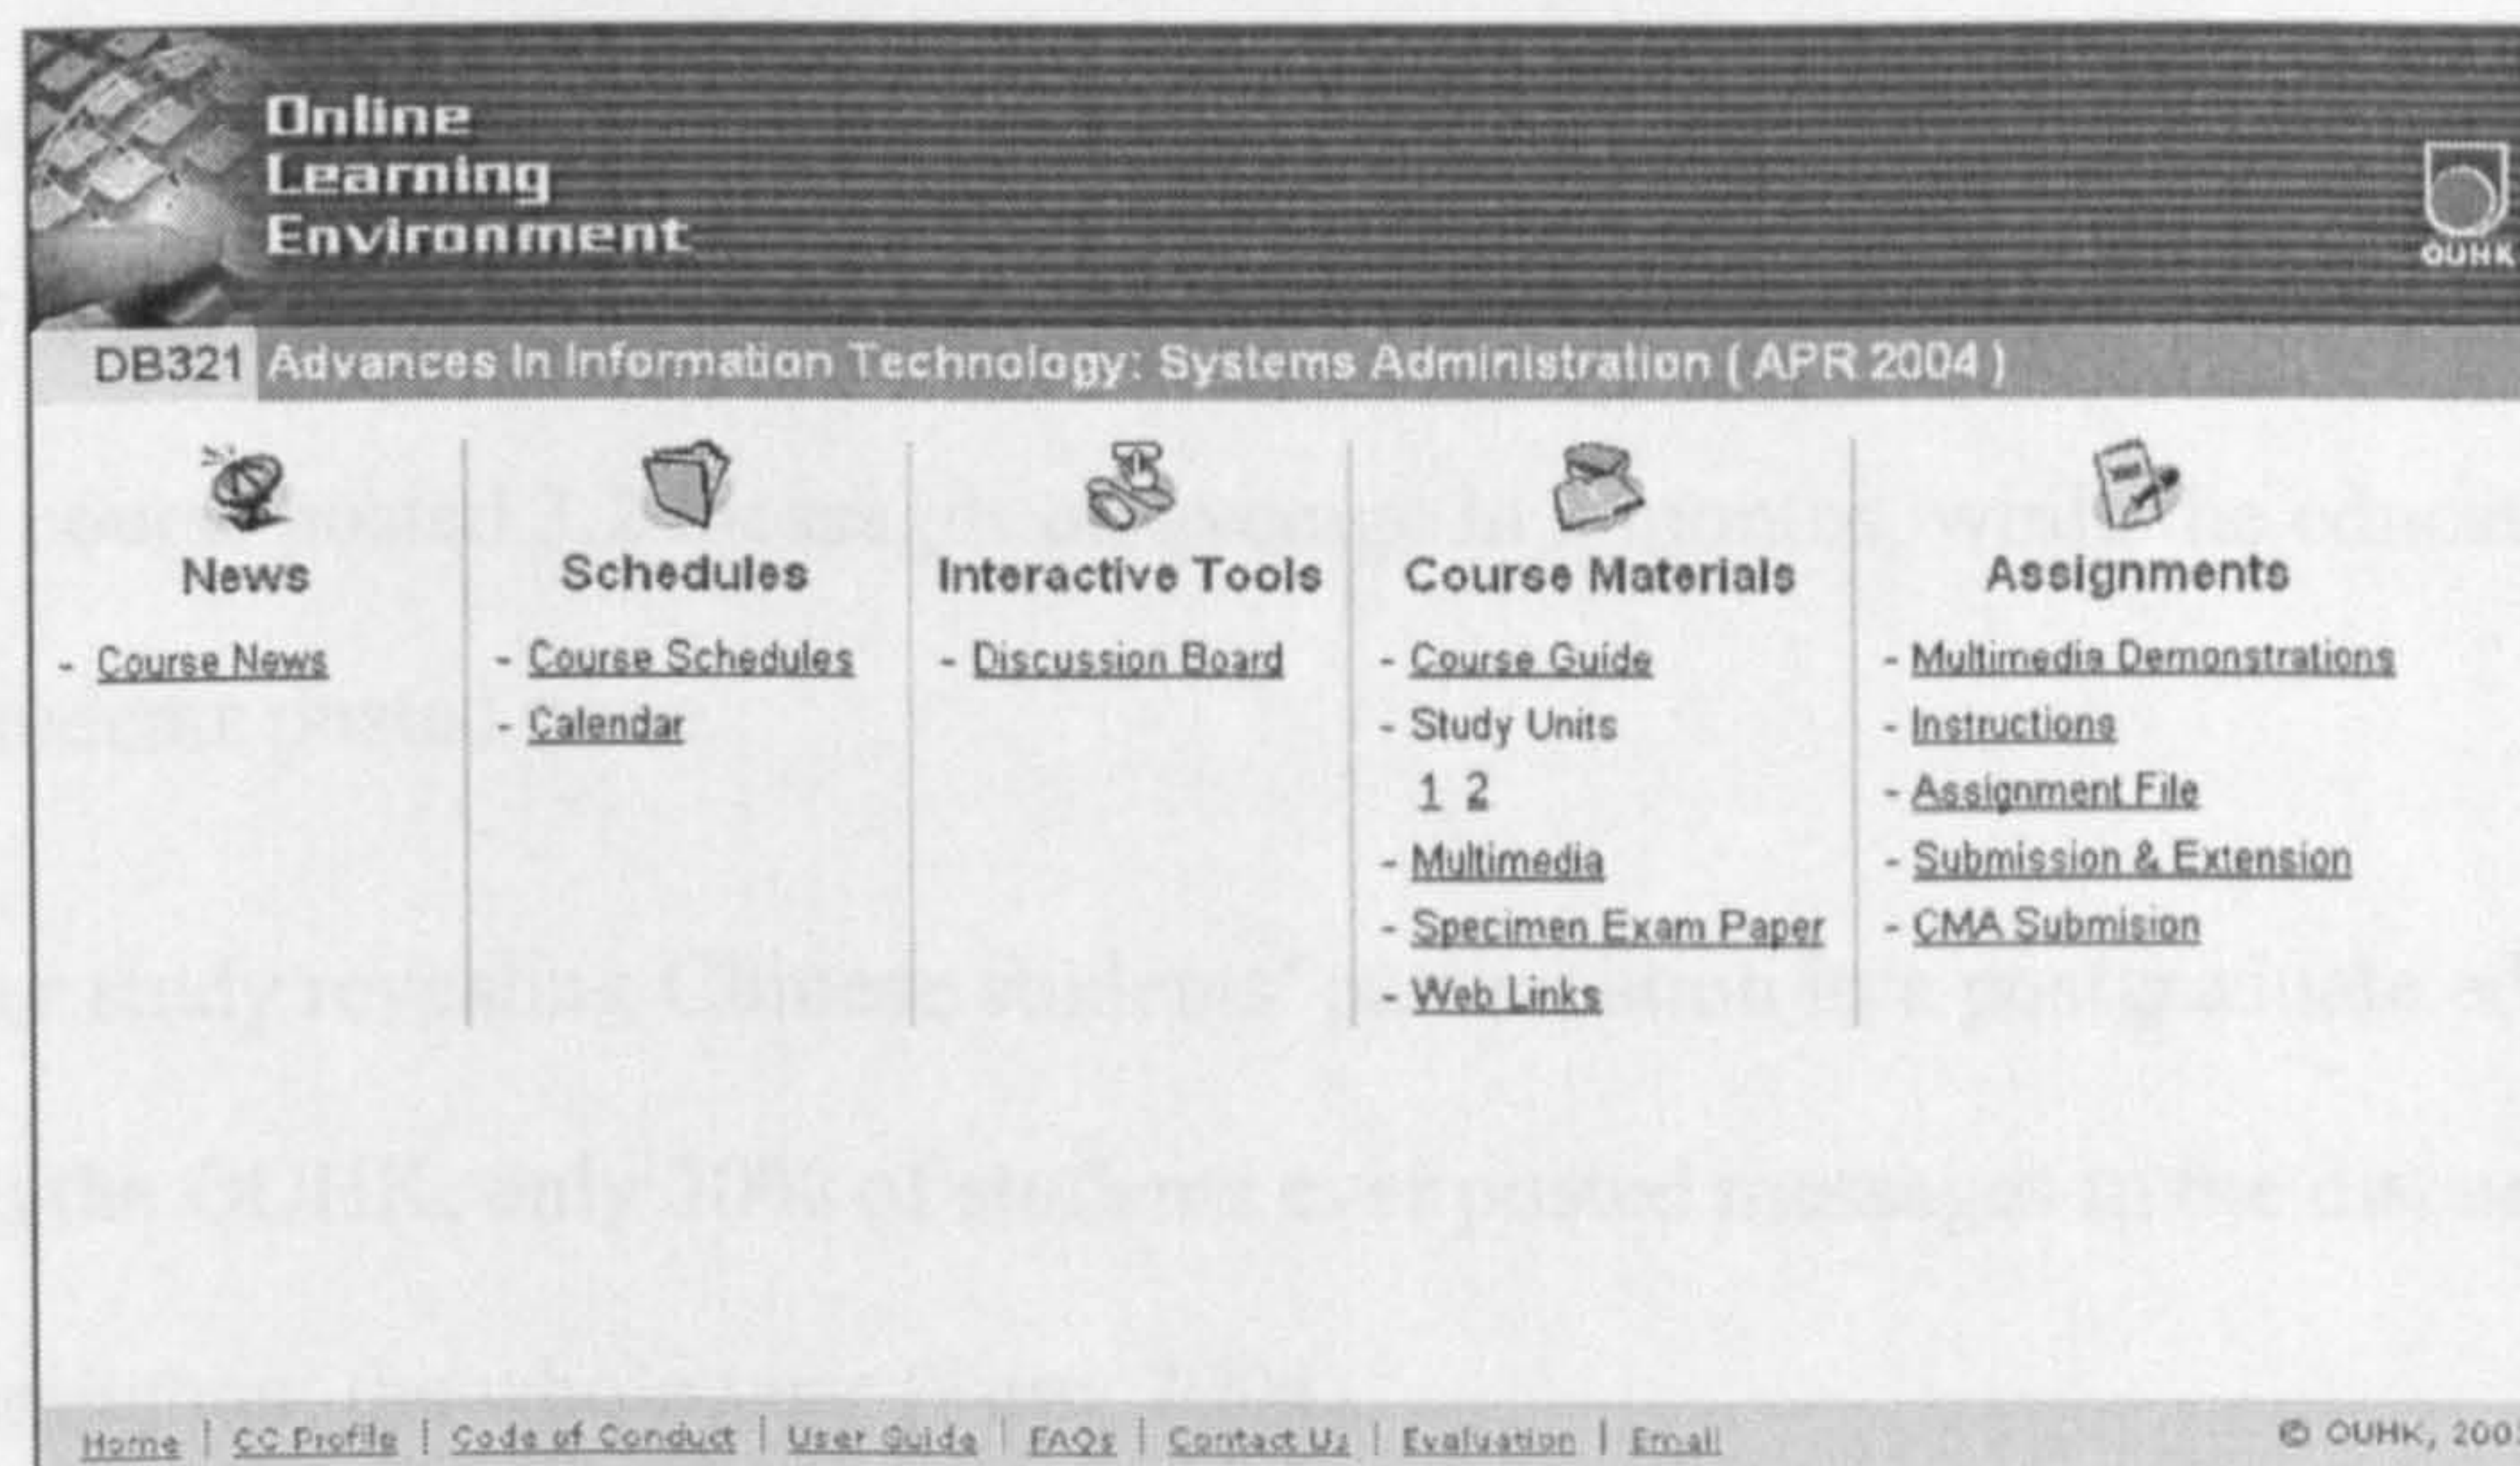 Online
Learning
Environment
OUHK
DB321 Advances In Information Technology: Systems Administration ( APR 2004 )
News
- Course News
Schedules
- Course Schedules
- Calendar
Interactive Tools
- Discussion Board
Course Materials
- Course Guide
- Study Units
1 2
- Multimedia
- Specimen Exam Paper
- Web Links
Assignments
- Multimedia Demonstrations
- Instructions
- Assignment File
- Submission & Extension
- CMA Submision
Home | CC Profile | Code of Conduct | User Guide | FAQs | Contact Us | Evaluation | Email
© OUHK,